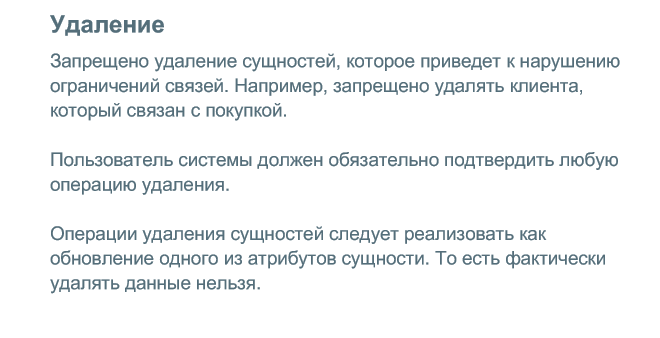 Удаление
Запрещено удаление сущностей, которое приведет к нарушению
ограничений связей. Например, запрещено удалять клиента,
который связан с покупкой.
Пользователь системы должен обязательно подтвердить любую
операцию удаления.
Операции удаления сущностей следует реализовать как
обновление одного из атрибутов сущности. То есть фактически
удалять данные нельзя.